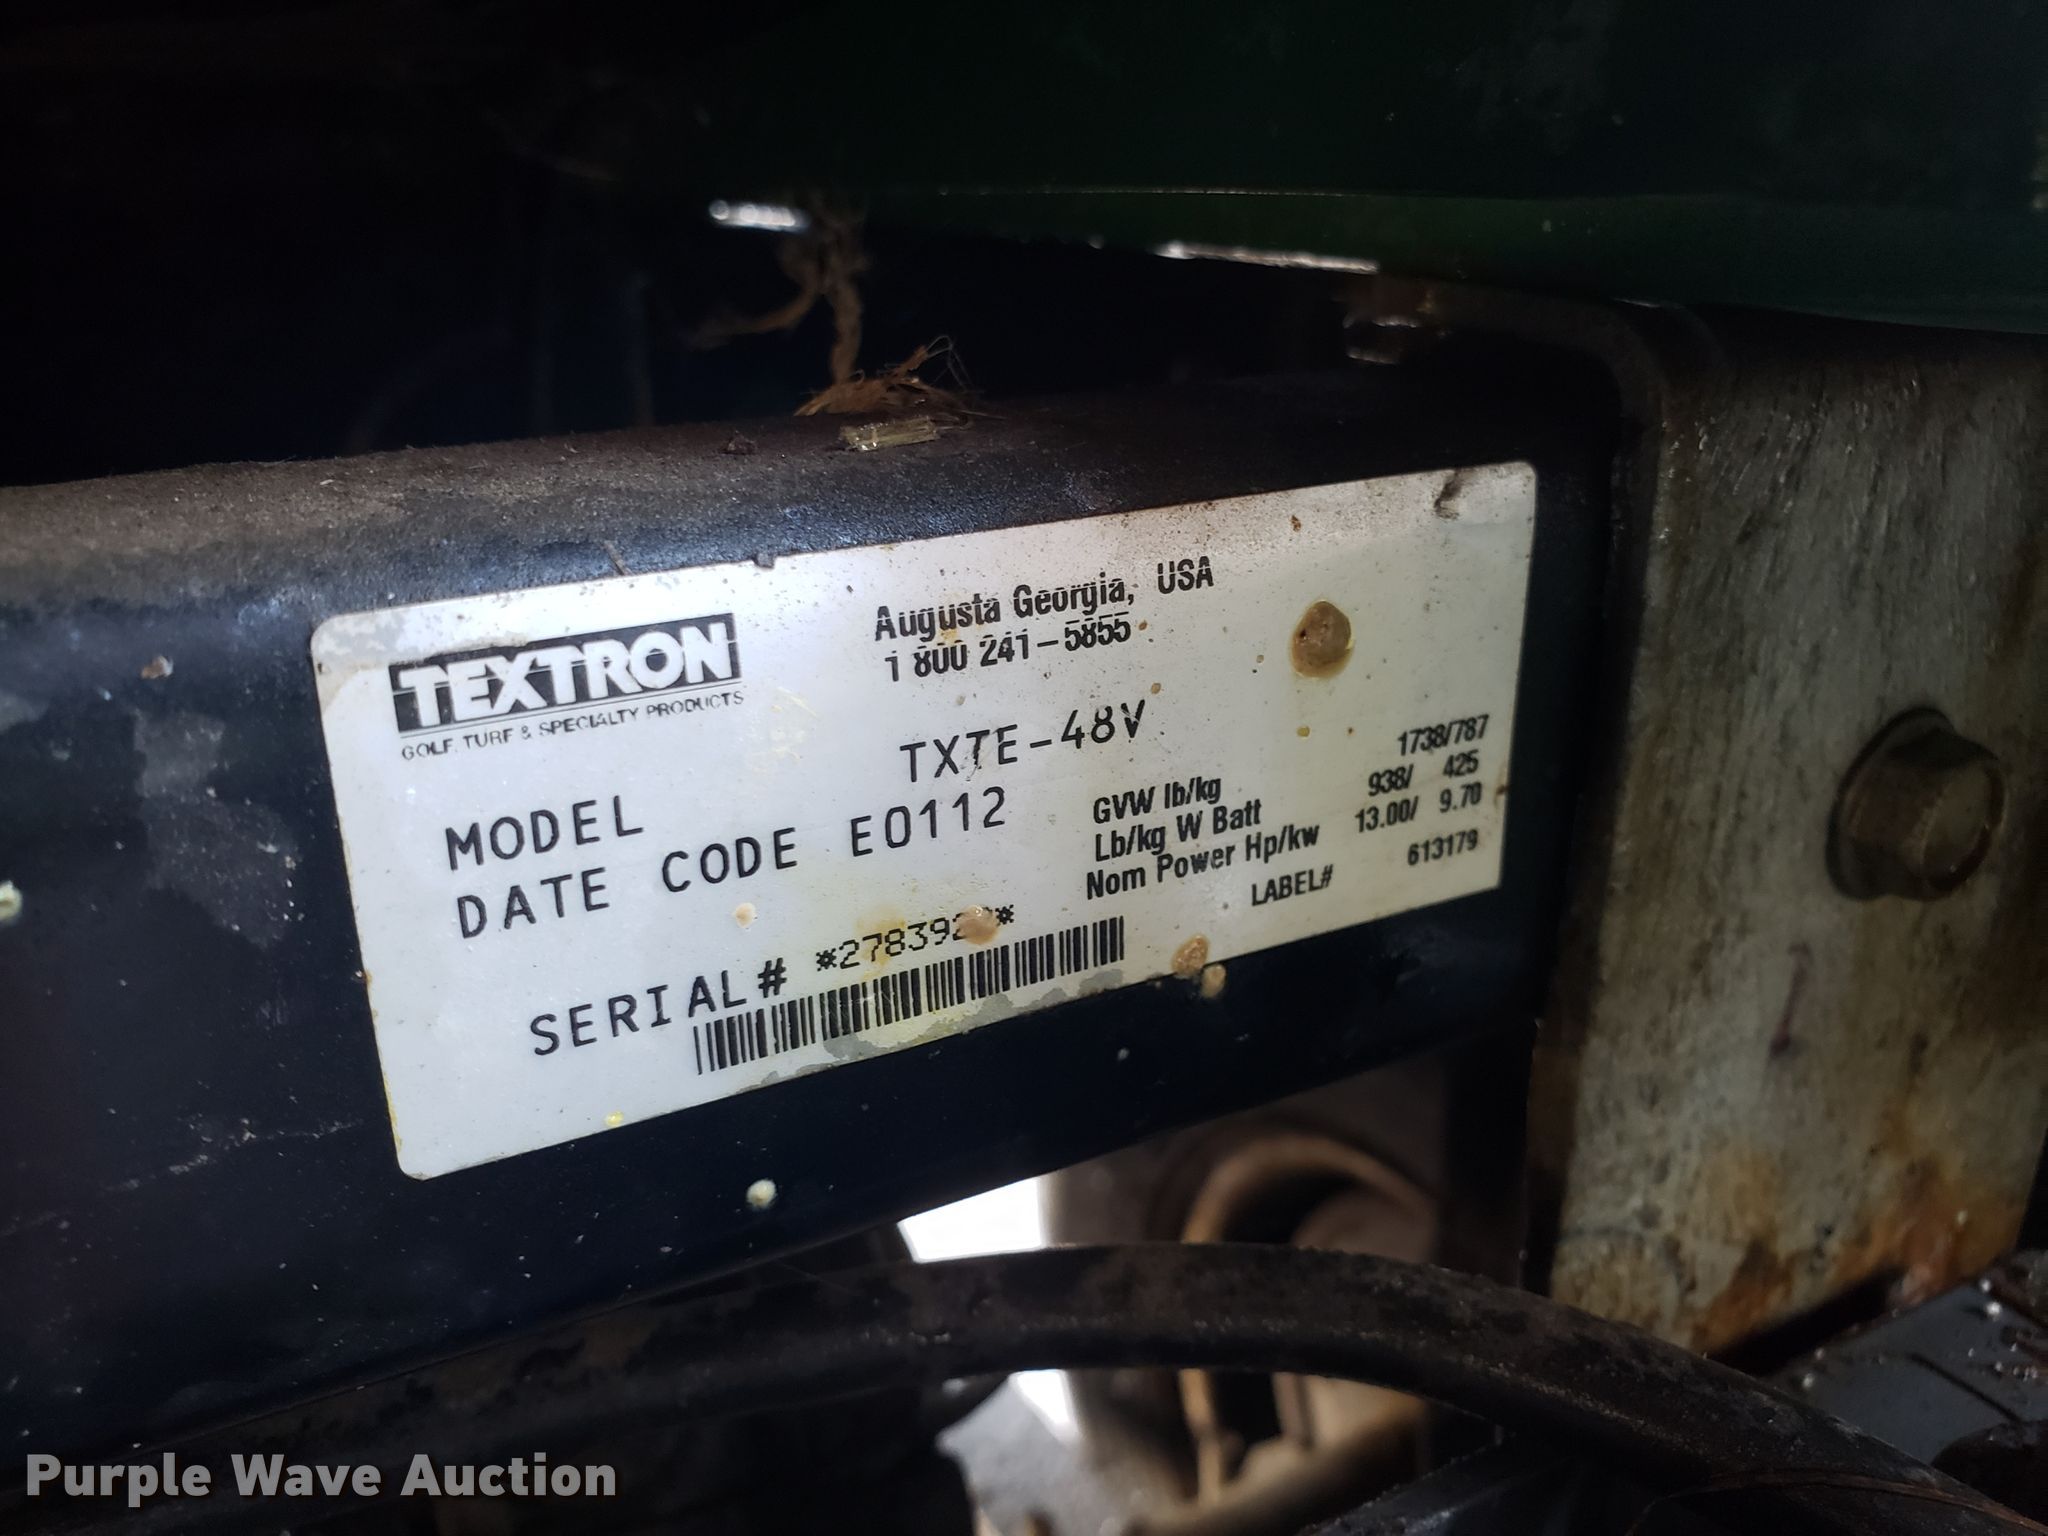 TEXTRON
GOLF, TURF & SPECIALTY PRODUCTS
Augusta Georgia, USA
1 800 241-5855
MODEL TXTE-48V
DATE CODE E0112
SERIAL#
GVW lb/kg 1738/787
Lb/kg W Batt 938/ 425
Nom Power Hp/kw 13.00/ 9.70
LABEL# 613179
Purple Wave Auction